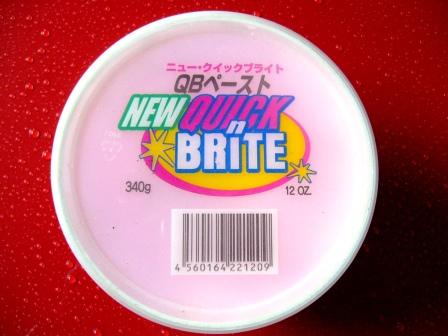 ニュー・クイックブライト
QBペースト
NEW QUICK
n
BRITE
340g 12 OZ.
4 560164 221209